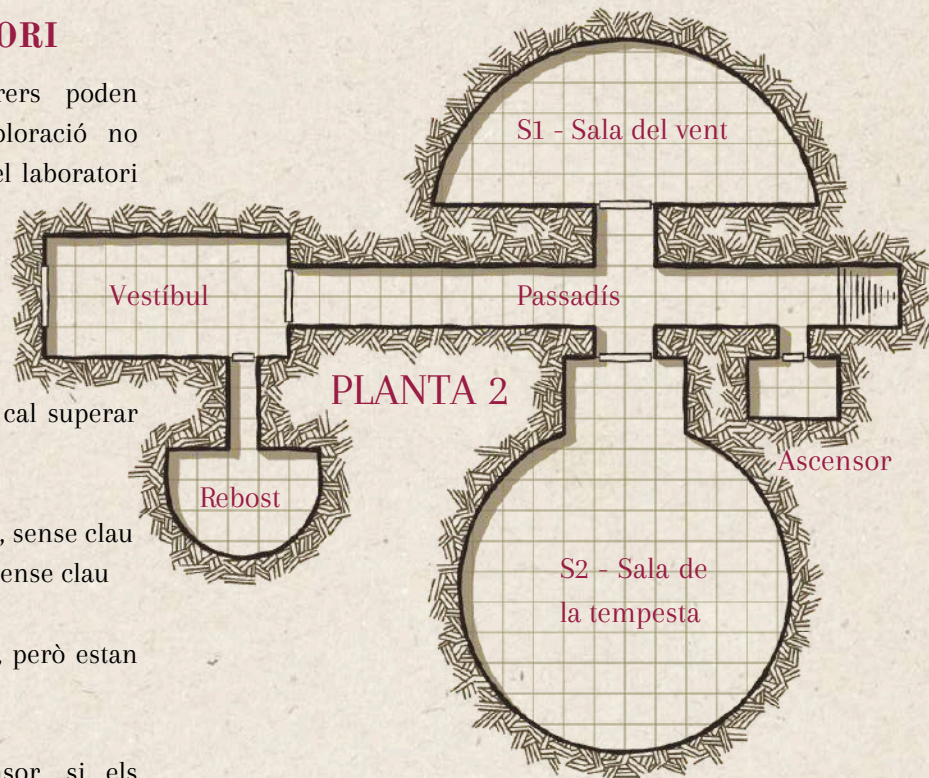 ORI
rers poden
ploració no
el laboratori
cal superar
, sense clau
ense clau
, però estan
sor, si els
S1 - Sala del vent
Vestíbul
Passadís
PLANTA 2
Ascensor
Rebost
S2 - Sala de
la tempesta